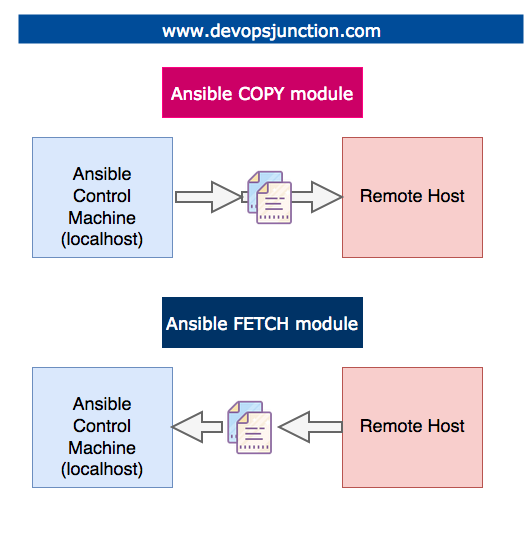 www.devopsjunction.com
Ansible COPY module
Ansible
Control
Machine
(localhost)
Remote Host
Ansible FETCH module
Ansible
Control
Machine
(localhost)
Remote Host